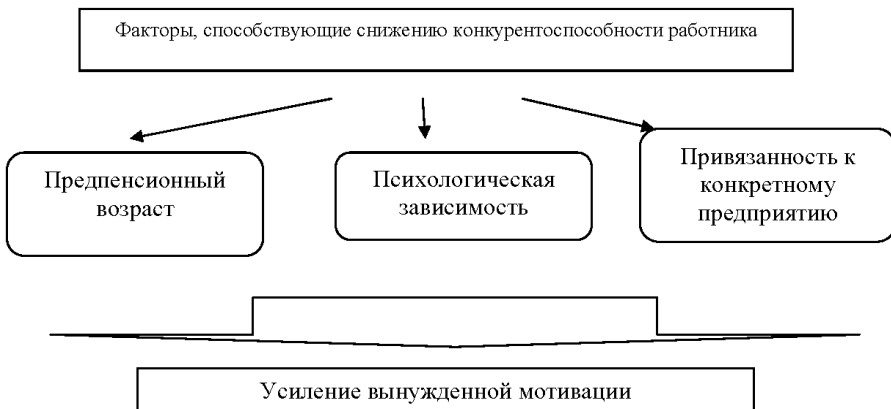 Факторы, способствующие снижению конкурентоспособности работника
Предпенсионный
возраст
Психологическая
зависимость
Привязанность к
конкретному
предприятию
Усиление вынужденной мотивации